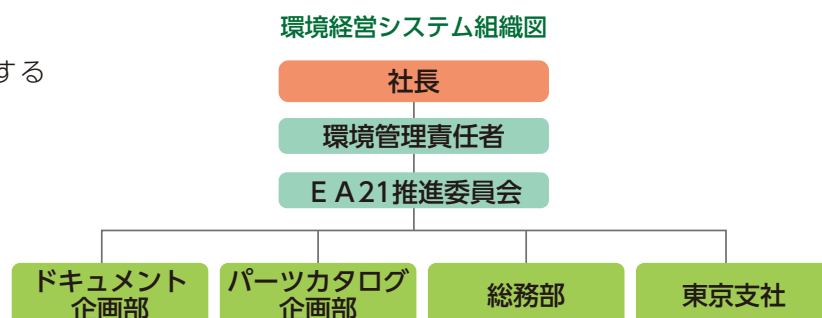 環境経営システム組織図
する
社長
環境管理責任者
ＥＡ21推進委員会
ドキュメント
企画部
パーツカタログ
企画部
総務部
東京支社